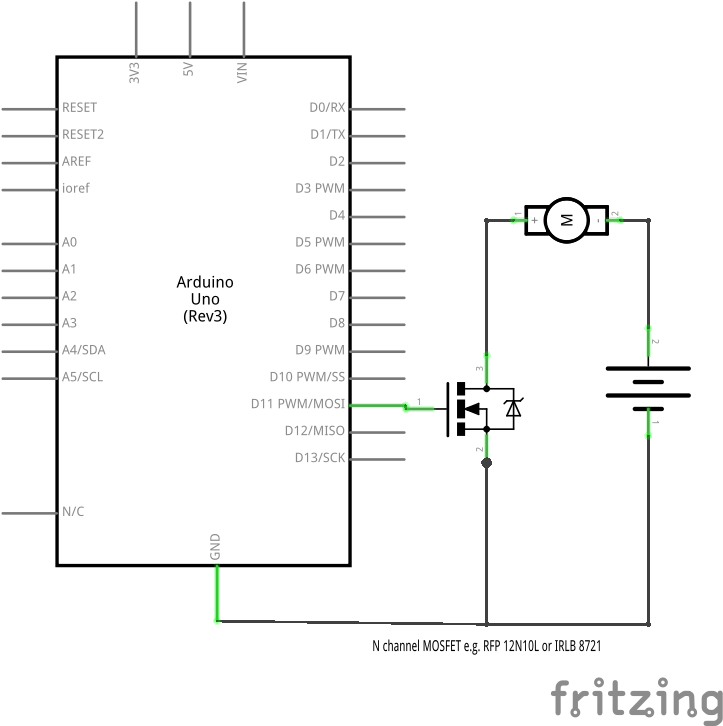 3V3
5V
VIN
RESET
RESET2
AREF
ioref
A0
A1
A2
A3
A4/SDA
A5/SCL
N/C
Arduino
Uno
(Rev3)
D0/RX
D1/TX
D2
D3 PWM
D4
D5 PWM
D6 PWM
D7
D8
D9 PWM
D10 PWM/SS
D11 PWM/MOSI
D12/MISO
D13/SCK
GND
1
+
M
-
2
3
1
2
2
1
N channel MOSFET e.g. RFP 12N10L or IRLB 8721
fritzing